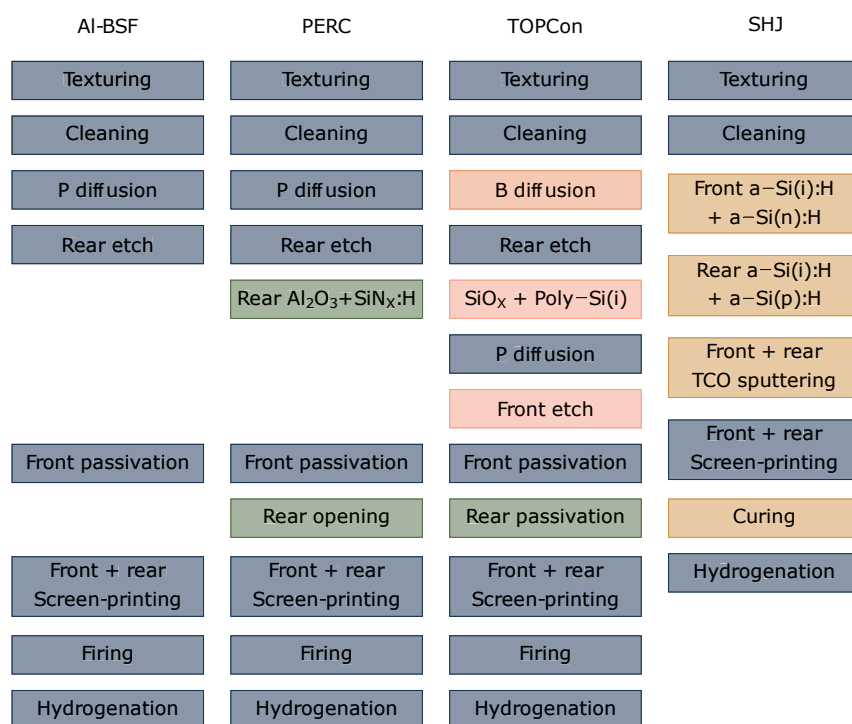 Al-BSF
Texturing
Cleaning
P diffusion
Rear etch
Front passivation
Front + rear
Screen-printing
Firing
Hydrogenation
PERC
Texturing
Cleaning
P diffusion
Rear etch
Rear Al₂O₃+SiNₓ:H
Front passivation
Rear opening
Front + rear
Screen-printing
Firing
Hydrogenation
TOPCon
Texturing
Cleaning
B diffusion
Rear etch
SiOₓ + Poly−Si(i)
P diffusion
Front etch
Front passivation
Rear passivation
Front + rear
Screen-printing
Firing
Hydrogenation
SHJ
Texturing
Cleaning
Front a−Si(i):H
+ a−Si(n):H
Rear a−Si(i):H
+ a−Si(p):H
Front + rear
TCO sputtering
Front + rear
Screen-printing
Curing
Hydrogenation